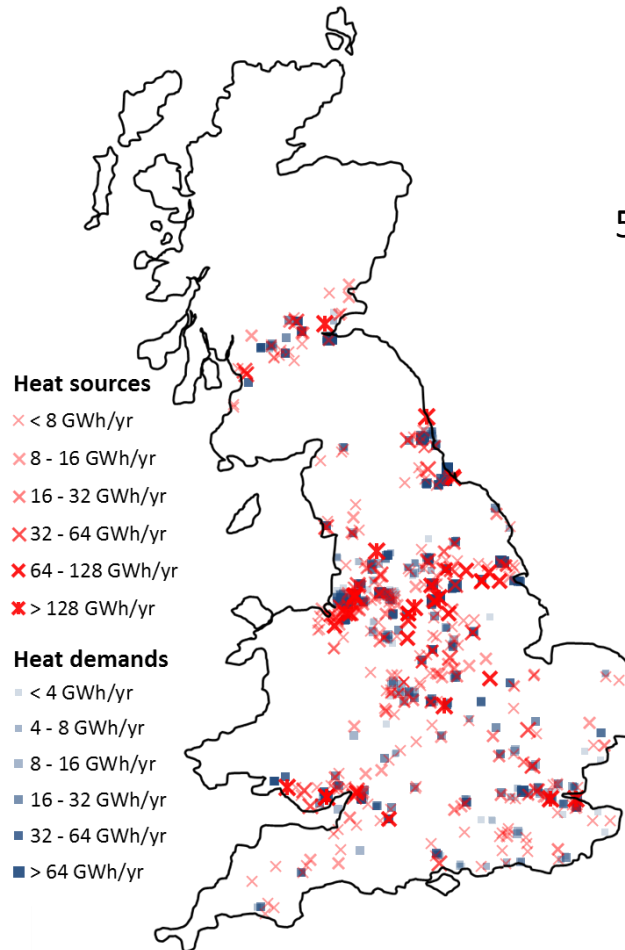 5
Heat sources
< 8 GWh/yr
8 - 16 GWh/yr
16 - 32 GWh/yr
32 - 64 GWh/yr
64 - 128 GWh/yr
> 128 GWh/yr
Heat demands
< 4 GWh/yr
4 - 8 GWh/yr
8 - 16 GWh/yr
16 - 32 GWh/yr
32 - 64 GWh/yr
> 64 GWh/yr